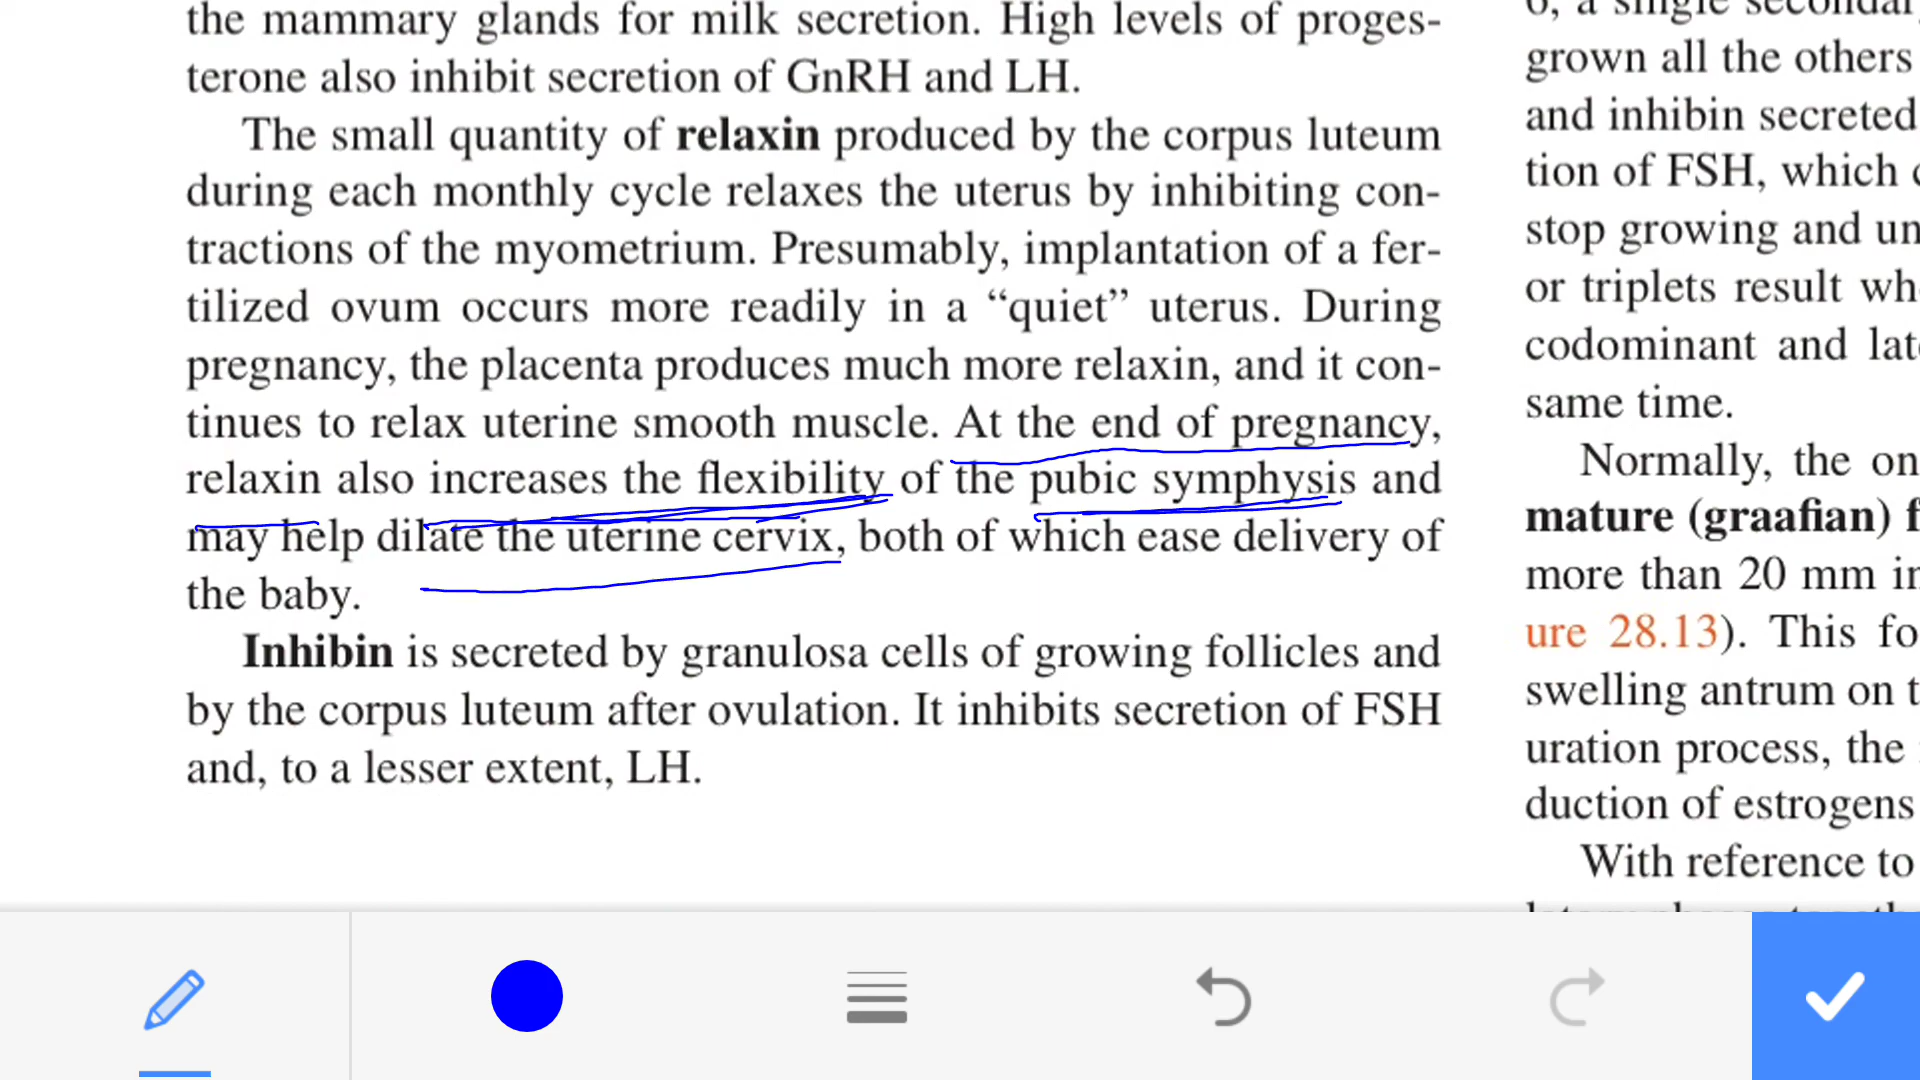 the mammary glands for milk secretion. High levels of proges-
terone also inhibit secretion of GnRH and LH.
The small quantity of relaxin produced by the corpus luteum
during each monthly cycle relaxes the uterus by inhibiting con-
tractions of the myometrium. Presumably, implantation of a fer-
tilized ovum occurs more readily in a “quiet” uterus. During
pregnancy, the placenta produces much more relaxin, and it con-
tinues to relax uterine smooth muscle. At the end of pregnancy,
relaxin also increases the flexibility of the pubic symphysis and
may help dilate the uterine cervix, both of which ease delivery of
the baby.
Inhibin is secreted by granulosa cells of growing follicles and
by the corpus luteum after ovulation. It inhibits secretion of FSH
and, to a lesser extent, LH.
6, a single secondar
grown all the others
and inhibin secreted
tion of FSH, which
stop growing and un
or triplets result wh
codominant and lat
same time.
Normally, the on
mature (graafian) f
more than 20 mm in
ure 28.13). This fo
swelling antrum on t
uration process, the
duction of estrogens
With reference to